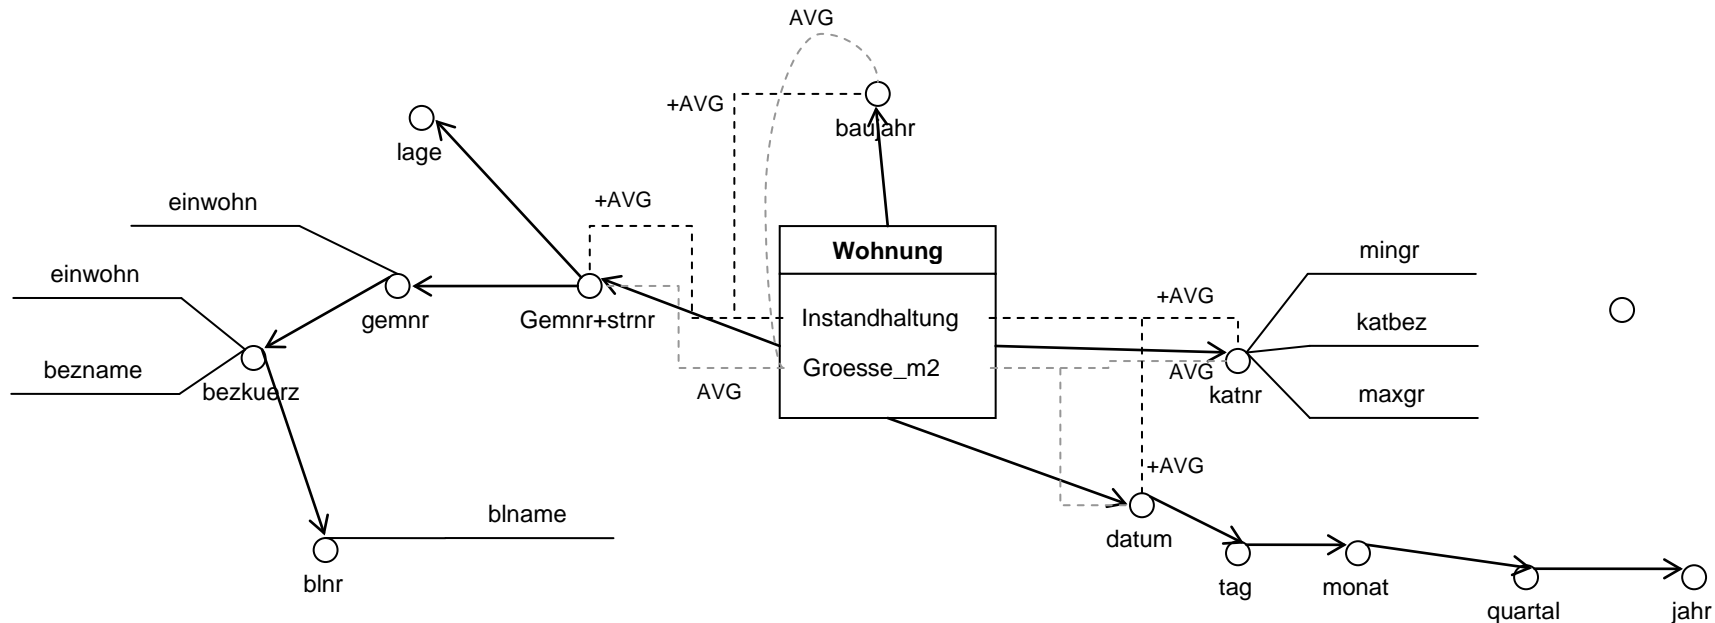 AVG
+AVG
baujahr
lage
+AVG
einwohn
einwohn
bezname
gemnr
Gemnr+strnr
bezkuerz
AVG
Wohnung
Instandhaltung
Groesse_m2
+AVG
AVG
katnr
mingr
katbez
maxgr
+AVG
blname
blnr
datum
tag
monat
quartal
jahr